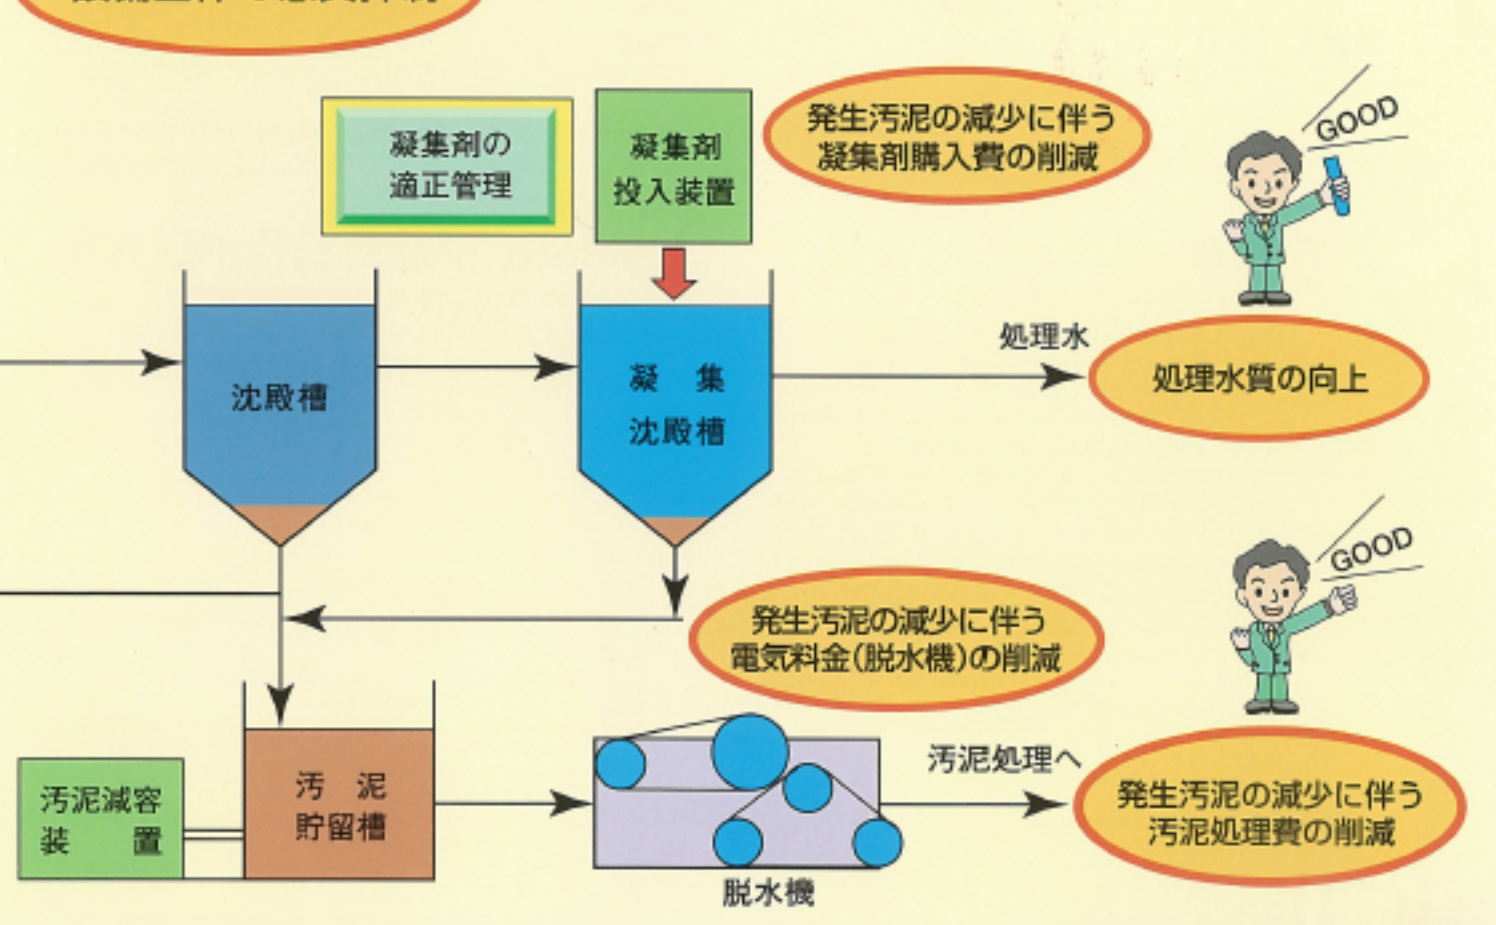 凝集剤の
適正管理
凝集剤
投入装置
発生汚泥の減少に伴う
凝集剤購入費の削減
GOOD
処理水
処理水質の向上
沈殿槽
凝 集
沈殿槽
GOOD
発生汚泥の減少に伴う
電気料金(脱水機)の削減
汚泥処理へ
発生汚泥の減少に伴う
汚泥処理費の削減
汚泥減容
装 置
汚 泥
貯留槽
脱水機